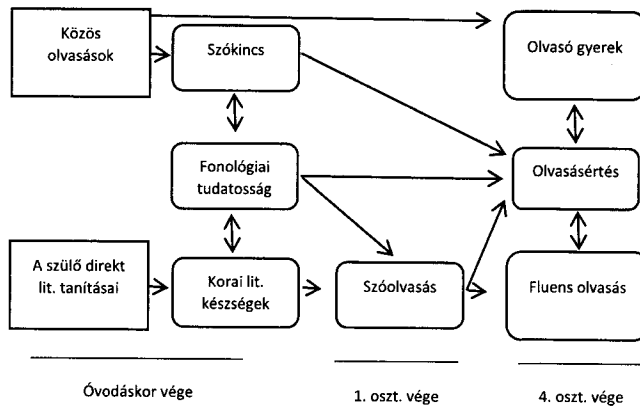 Közös
olvasások
Szókincs
Olvasó gyerek
Fonológiai
tudatosság
Olvasásértés
A szülő direkt
lit. tanításai
Korai lit.
készségek
Szóolvasás
Fluens olvasás
Óvodáskor vége
1. oszt. vége
4. oszt. vége